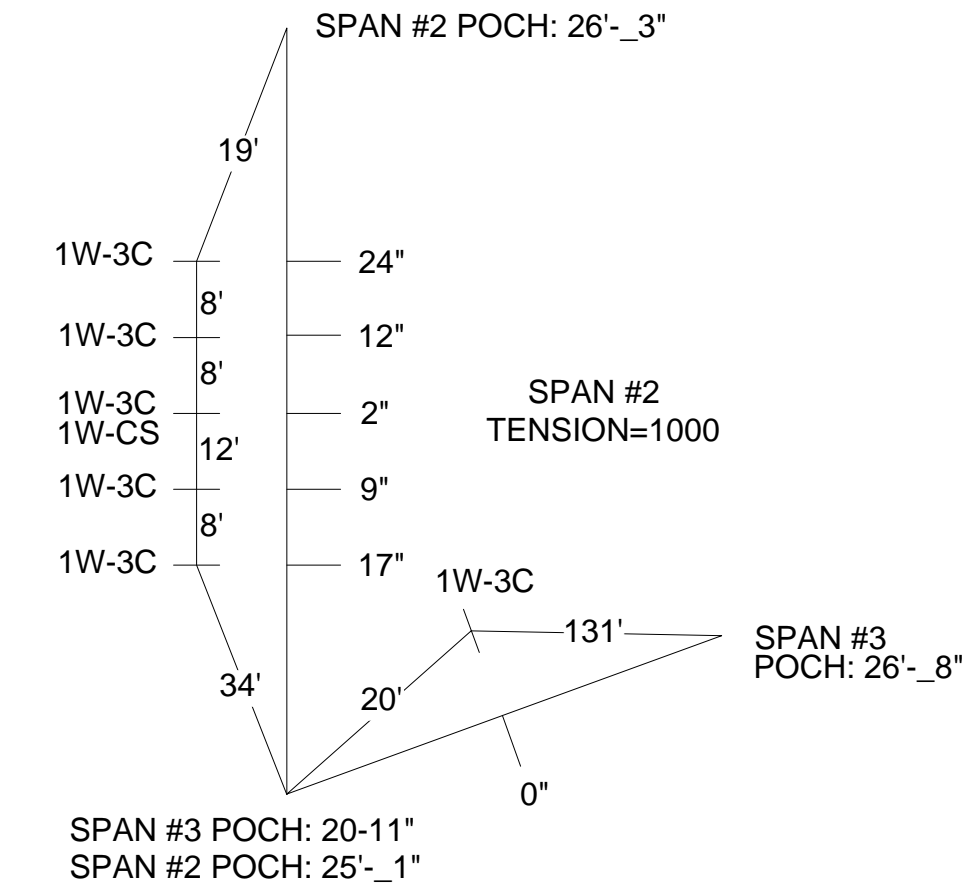 SPAN #2 POCH: 26'-_3"
19'
1W-3C
24"
8'
1W-3C
12"
8'
1W-3C
1W-CS
2"
SPAN #2
TENSION=1000
12'
1W-3C
9"
8'
1W-3C
17"
1W-3C
131'
SPAN #3
POCH: 26'-_8"
34'
20'
0"
SPAN #3 POCH: 20-11"
SPAN #2 POCH: 25'-_1"